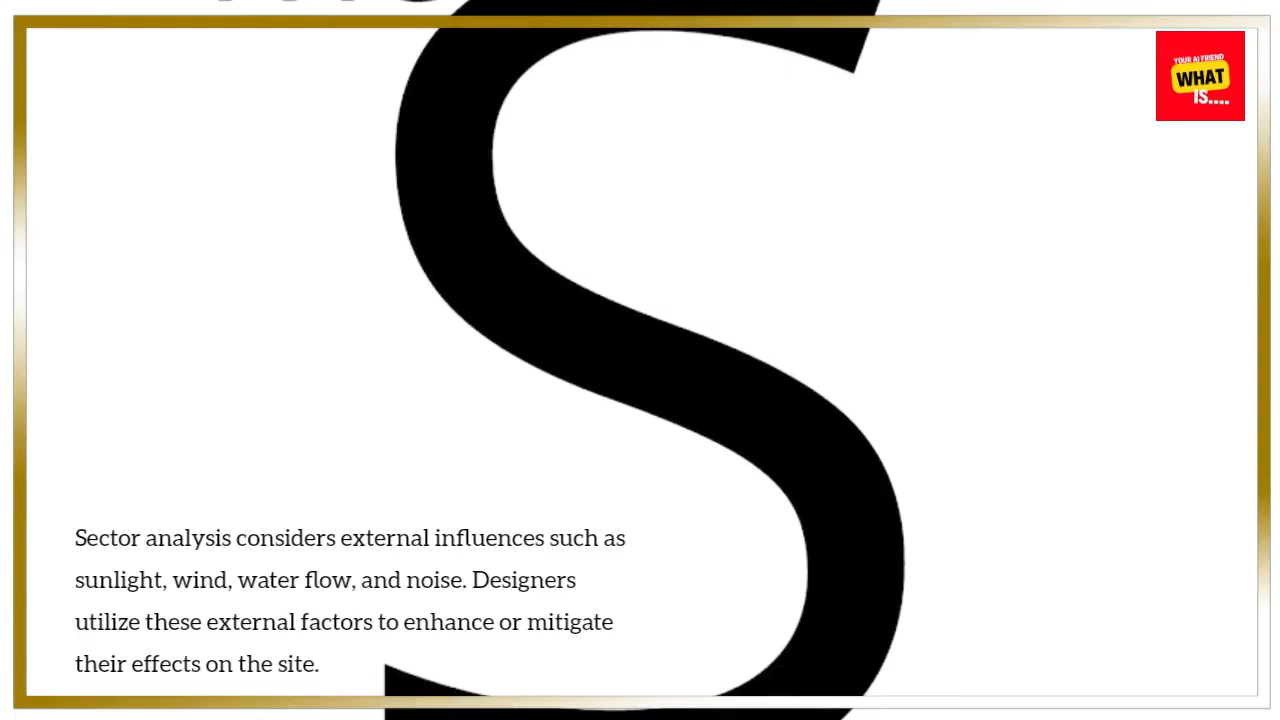 YOUR AI FRIEND
WHAT
IS....
S
Sector analysis considers external influences such as
sunlight, wind, water flow, and noise. Designers
utilize these external factors to enhance or mitigate
their effects on the site.